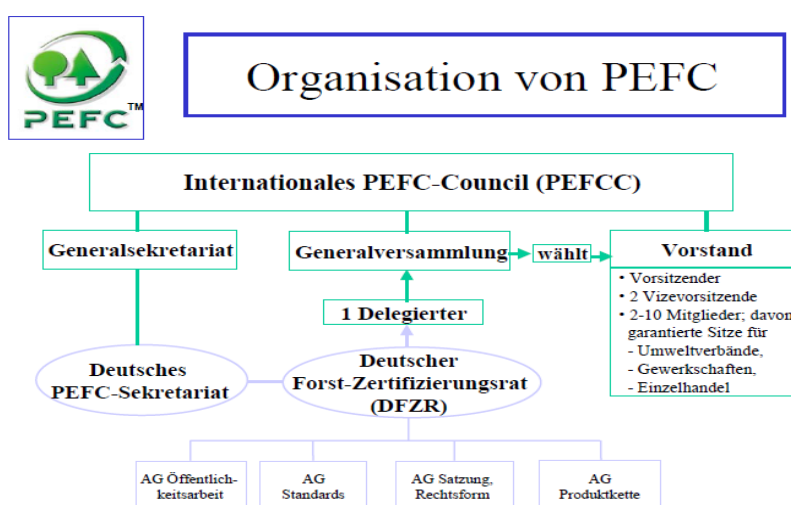 PEFC™
Organisation von PEFC
Internationales PEFC-Council (PEFCC)
Generalsekretariat
Generalversammlung
wählt
Vorstand
• Vorsitzender
• 2 Vizevorsitzende
• 2-10 Mitglieder; davon
garantierte Sitze für
- Umweltverbände,
- Gewerkschaften,
- Einzelhandel
1 Delegierter
Deutsches
PEFC-Sekretariat
Deutscher
Forst-Zertifizierungsrat
(DFZR)
AG Öffentlich-
keitsarbeit
AG
Standards
AG Satzung,
Rechtsform
AG
Produktkette